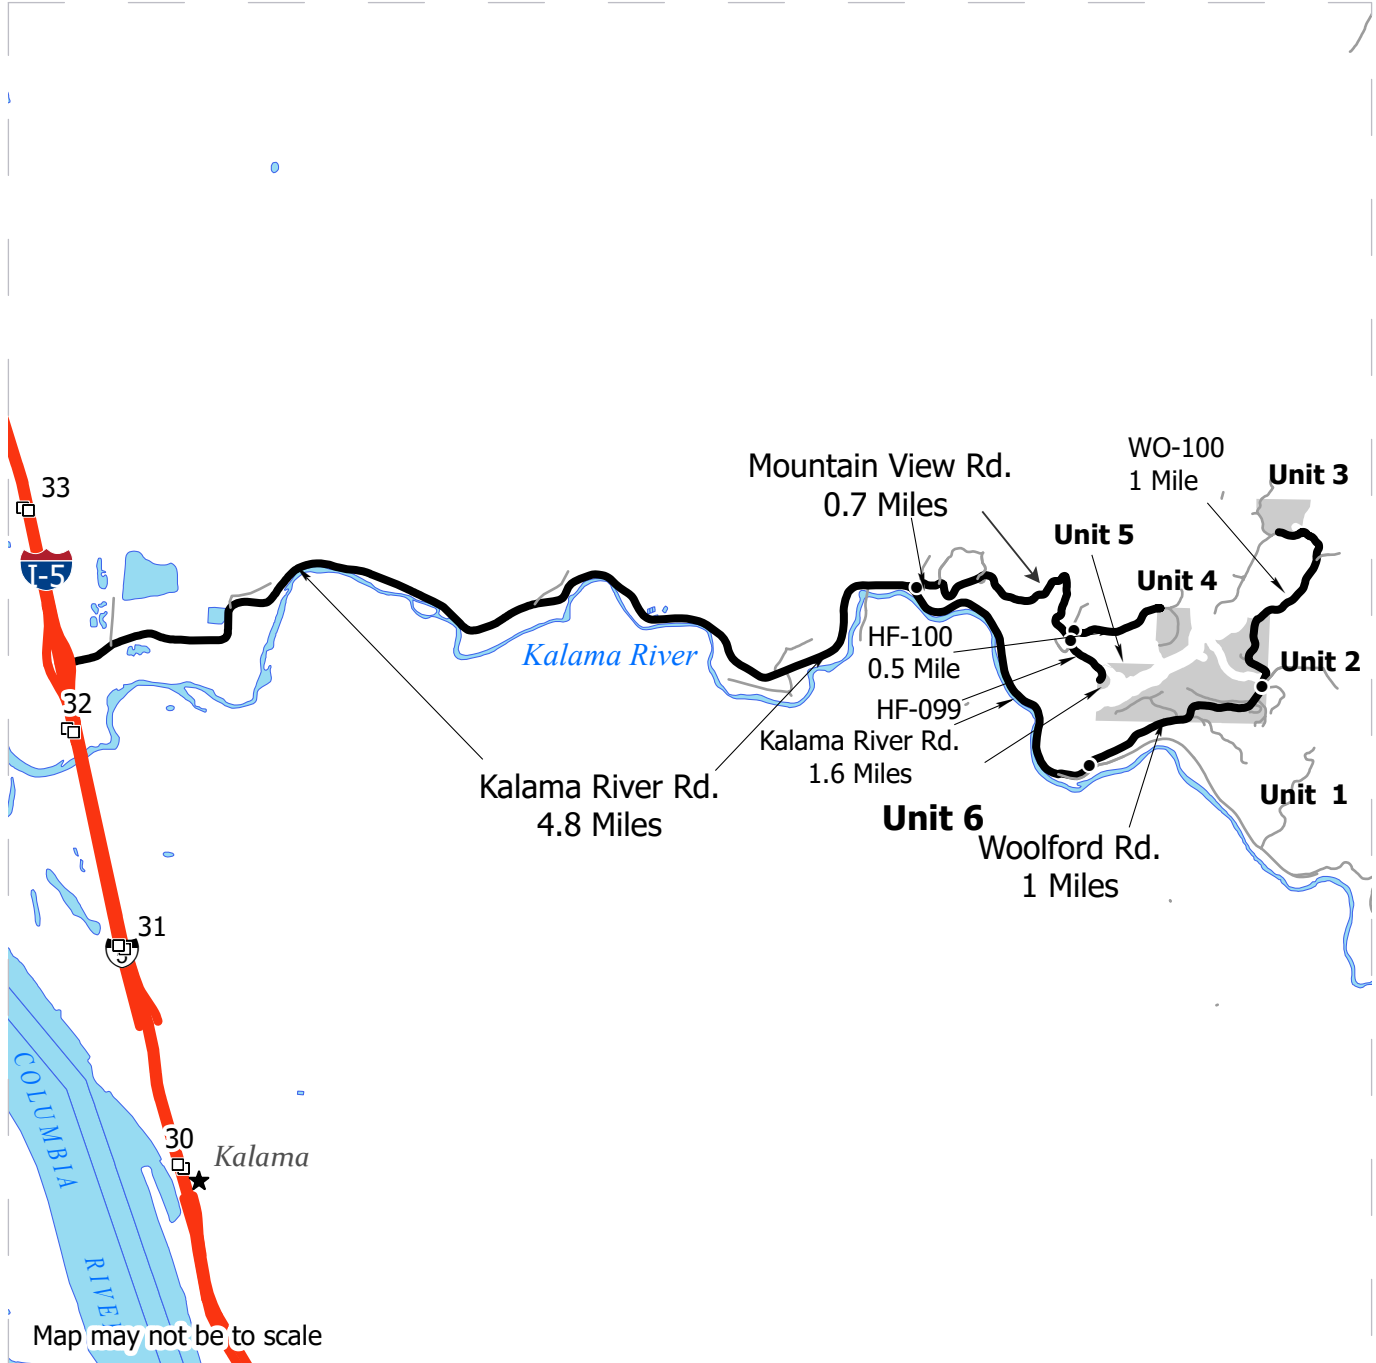 WO-100
1 Mile
Mountain View Rd.
0.7 Miles
Unit 3
33
Unit 5
I-5
Unit 4
HF-100
0.5 Mile
Kalama River
Unit 2
32
HF-099
Kalama River Rd.
1.6 Miles
Kalama River Rd.
4.8 Miles
Unit 1
Unit 6
Woolford Rd.
1 Miles
31
5
COLUMBIA
30
Kalama
RIVE
Map may not be to scale